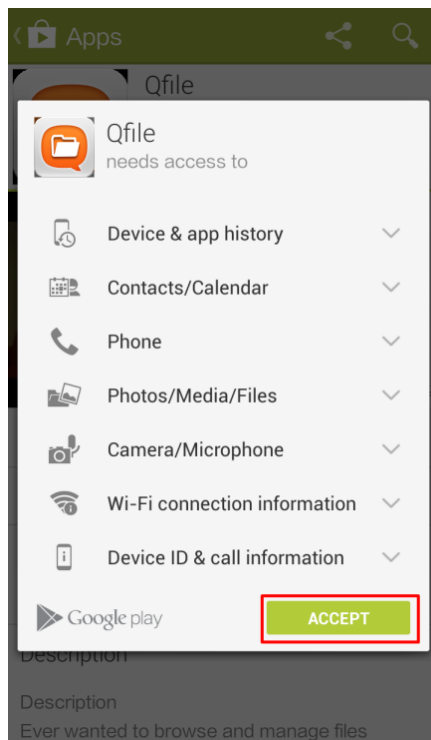 Apps
Qfile
Qfile
needs access to
Device & app history
Contacts/Calendar
Phone
Photos/Media/Files
Camera/Microphone
Wi-Fi connection information
Device ID & call information
Google play
ACCEPT
Description
Description
Ever wanted to browse and manage files